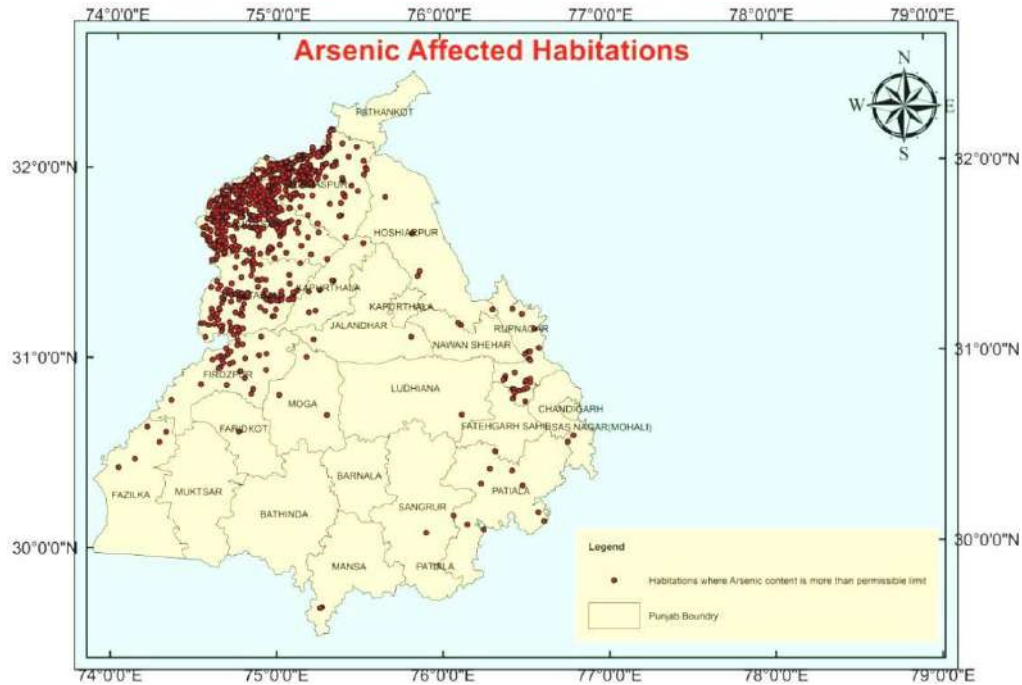 74°0'0"E 75°0'0"E 76°0'0"E 77°0'0"E 78°0'0"E 79°0'0"E
Arsenic Affected Habitations
N
W E
S
PATHANKOT
32°0'0"N 32°0'0"N
HOSHIARPUR
KAPURTHALA
KAPURTHALA
JALANDHAR
RUPNAGAR
NAWAN SHEHAR
31°0'0"N 31°0'0"N
FIROZPUR
LUDHIANA
MOGA
CHANDIGARH
FARIDKOT
FATEHGARH SAHIB
SAS NAGAR(MOHALI)
BARNALA
FAZILKA
MUKTSAR
PATIALA
SANGRUR
BATHINDA
30°0'0"N 30°0'0"N
MANSA
PATIALA
Legend
Habitations where Arsenic content is more than permissible limit
Punjab Boundry
74°0'0"E 75°0'0"E 76°0'0"E 77°0'0"E 78°0'0"E 79°0'0"E